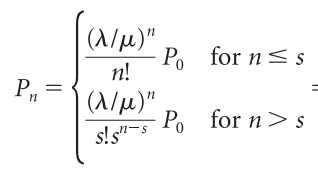 P_n = { (λ/μ)^n / n! P_0 for n ≤ s
(λ/μ)^n / s!s^{n−s} P_0 for n > s =